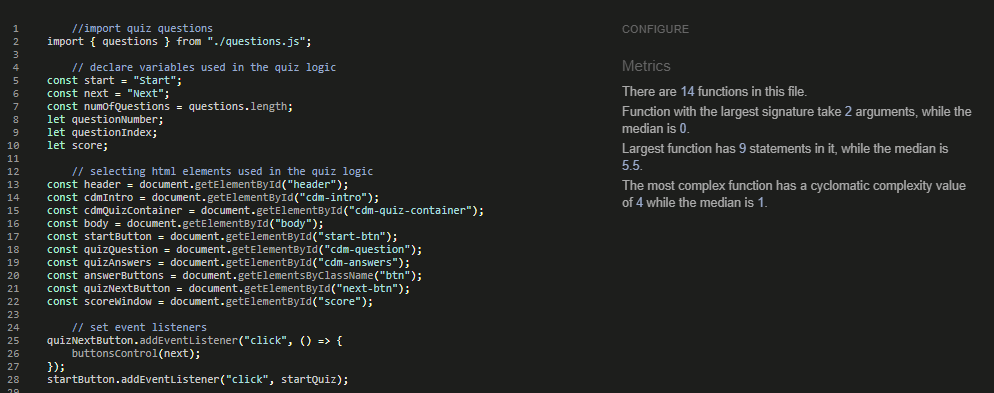 1 //import quiz questions
2 import { questions } from "./questions.js";
3
4 // declare variables used in the quiz logic
5 const start = "Start";
6 const next = "Next";
7 const numOfQuestions = questions.length;
8 let questionNumber;
9 let questionIndex;
10 let score;
11
12 // selecting html elements used in the quiz logic
13 const header = document.getElementById("header");
14 const cdmIntro = document.getElementById("cdm-intro");
15 const cdmQuizContainer = document.getElementById("cdm-quiz-container");
16 const body = document.getElementById("body");
17 const startButton = document.getElementById("start-btn");
18 const quizQuestion = document.getElementById("cdm-question");
19 const quizAnswers = document.getElementById("cdm-answers");
20 const answerButtons = document.getElementsByClassName("btn");
21 const quizNextButton = document.getElementById("next-btn");
22 const scoreWindow = document.getElementById("score");
23
24 // set event listeners
25 quizNextButton.addEventListener("click", () => {
26 buttonsControl(next);
27 });
28 startButton.addEventListener("click", startQuiz);
29
CONFIGURE
Metrics
There are 14 functions in this file.
Function with the largest signature take 2 arguments, while the
median is 0.
Largest function has 9 statements in it, while the median is
5.5.
The most complex function has a cyclomatic complexity value
of 4 while the median is 1.